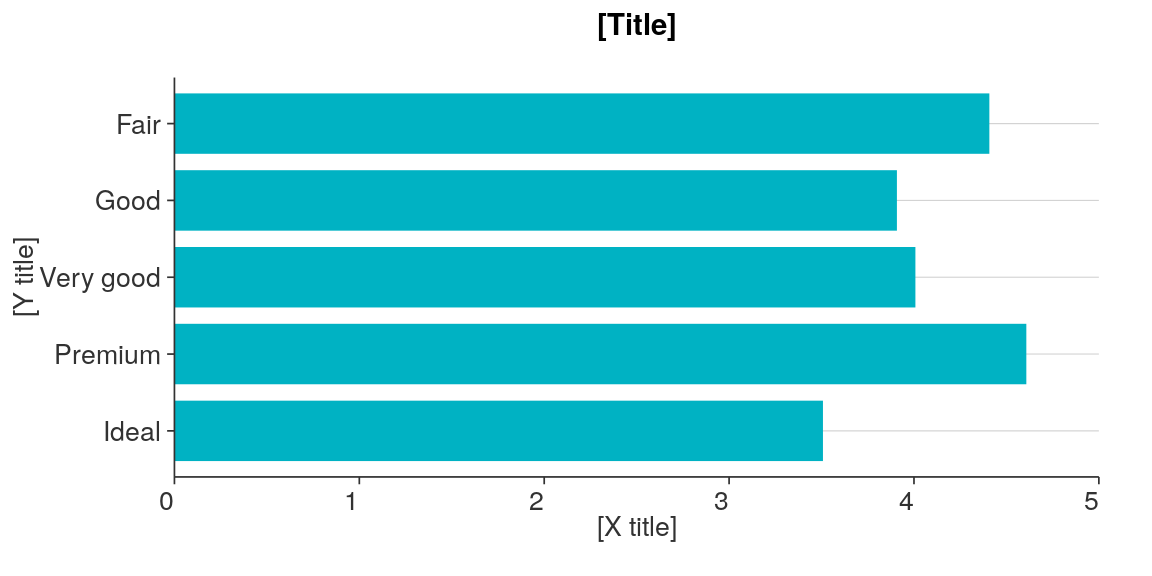 [Title]
[Y title]
Fair
Good
Very good
Premium
Ideal
0 1 2 3 4 5
[X title]